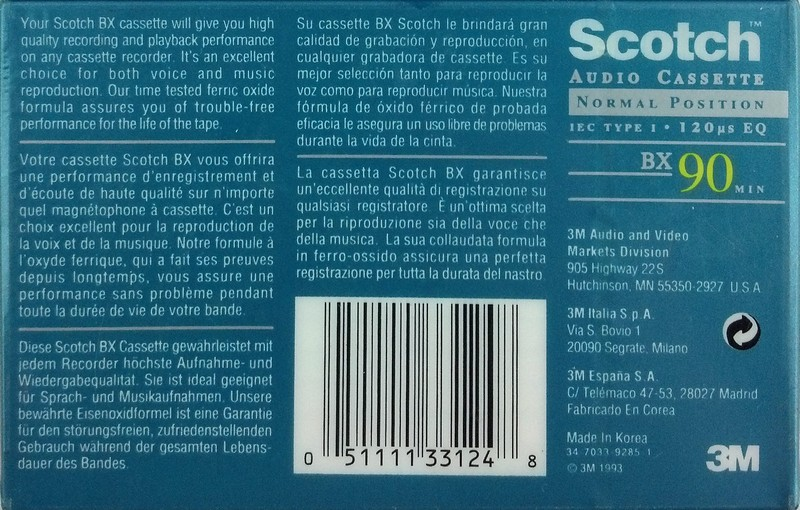 Your Scotch BX cassette will give you high
quality recording and playback performance
on any cassette recorder. It's an excellent
choice for both voice and music
reproduction. Our time tested ferric oxide
formula assures you of trouble-free
performance for the life of the tape.
Votre cassette Scotch BX vous offrira
une performance d'enregistrement et
d'écoute de haute qualité sur n'importe
quel magnétophone à cassette. C'est un
choix excellent pour la reproduction de
la voix et de la musique. Notre formule à
l'oxyde ferrique, qui a fait ses preuves
depuis longtemps, vous assure une
performance sans problème pendant
toute la durée de vie de votre bande.
Diese Scotch BX Cassette gewährleistet mit
jedem Recorder höchste Aufnahme- und
Wiedergabequalität. Sie ist ideal geeignet
für Sprach- und Musikaufnahmen. Unsere
bewährte Eisenoxidformel ist eine Garantie
für den störungsfreien, zufriedenstellenden
Gebrauch während der gesamten Lebens-
dauer des Bandes.
Su cassette BX Scotch le brindará gran
calidad de grabación y reproducción, en
cualquier grabadora de cassette. Es su
mejor selección tanto para reproducir la
voz como para reproducir música. Nuestra
fórmula de óxido férrico de probada
eficacia le asegura un uso libre de problemas
durante la vida de la cinta.
La cassetta Scotch BX garantisce
un'eccellente qualità di registrazione su
qualsiasi registratore. È un'ottima scelta
per la riproduzione sia della voce che
della musica. La sua collaudata formula
in ferro-ossido assicura una perfetta
registrazione per tutta la durata del nastro.
0 51111 33124 8
Scotch™
AUDIO CASSETTE
NORMAL POSITION
IEC TYPE I • 120µs EQ
BX 90 MIN
3M Audio and Video
Markets Division
905 Highway 22S
Hutchinson, MN 55350-2927 U.S.A.
3M Italia S.p.A.
Via S. Bovio 1
20090 Segrate, Milano
3M España S.A.
C/ Telémaco 47-53, 28027 Madrid
Fabricado En Corea
Made In Korea
34-7033-9285-1
© 3M 1993
3M